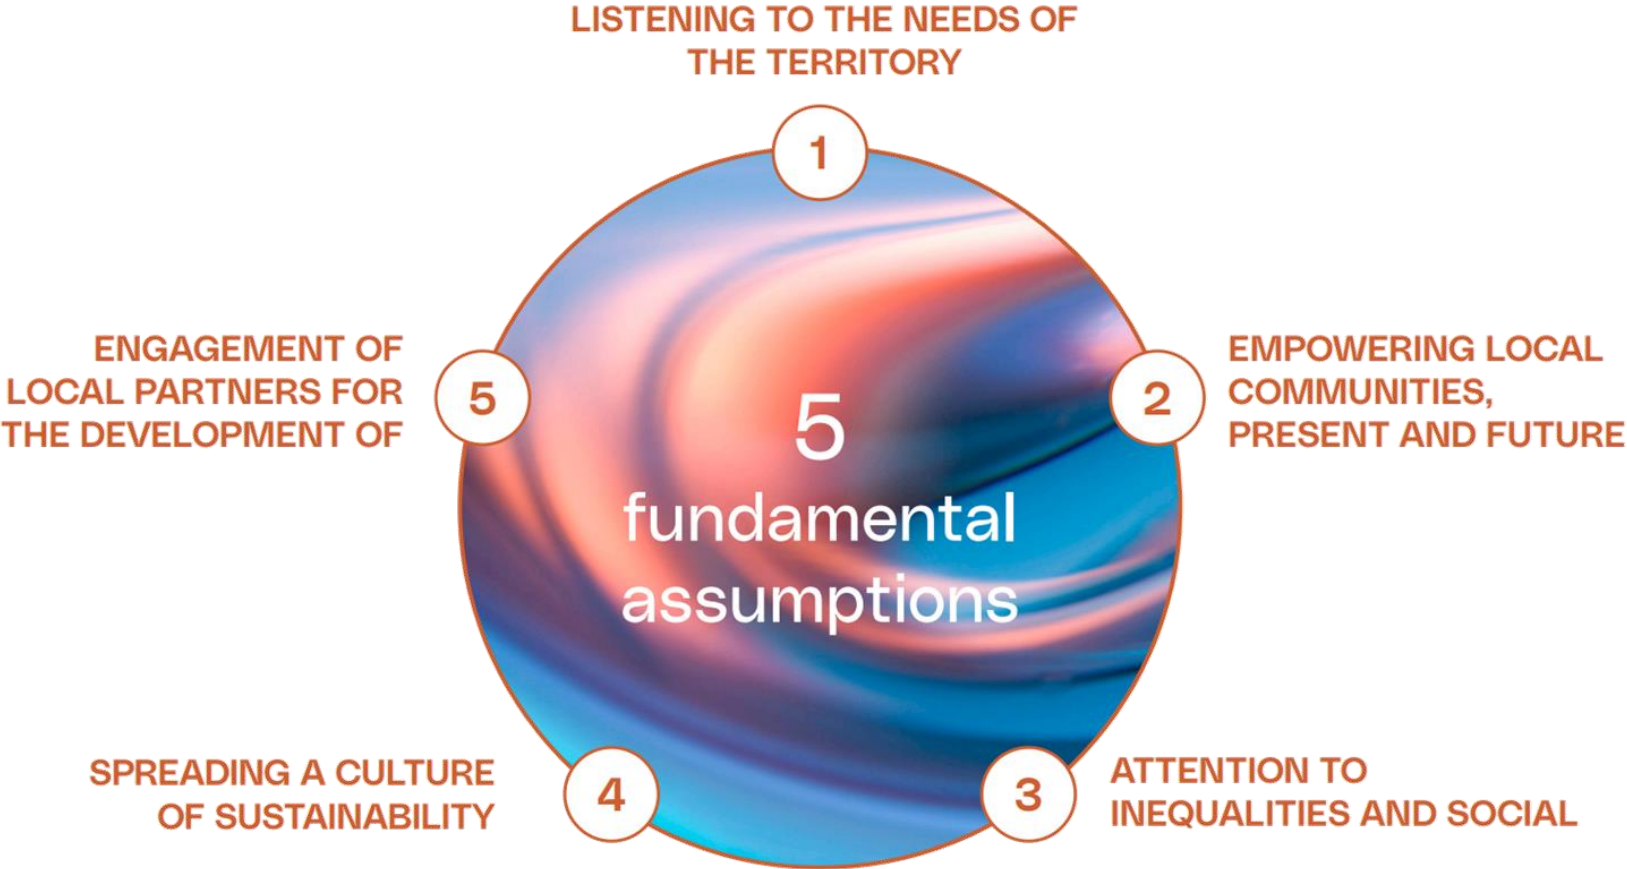 LISTENING TO THE NEEDS OF
THE TERRITORY
1
EMPOWERING LOCAL
COMMUNITIES,
PRESENT AND FUTURE
2
ATTENTION TO
INEQUALITIES AND SOCIAL
3
SPREADING A CULTURE
OF SUSTAINABILITY
4
ENGAGEMENT OF
LOCAL PARTNERS FOR
THE DEVELOPMENT OF
5
5
fundamental
assumptions